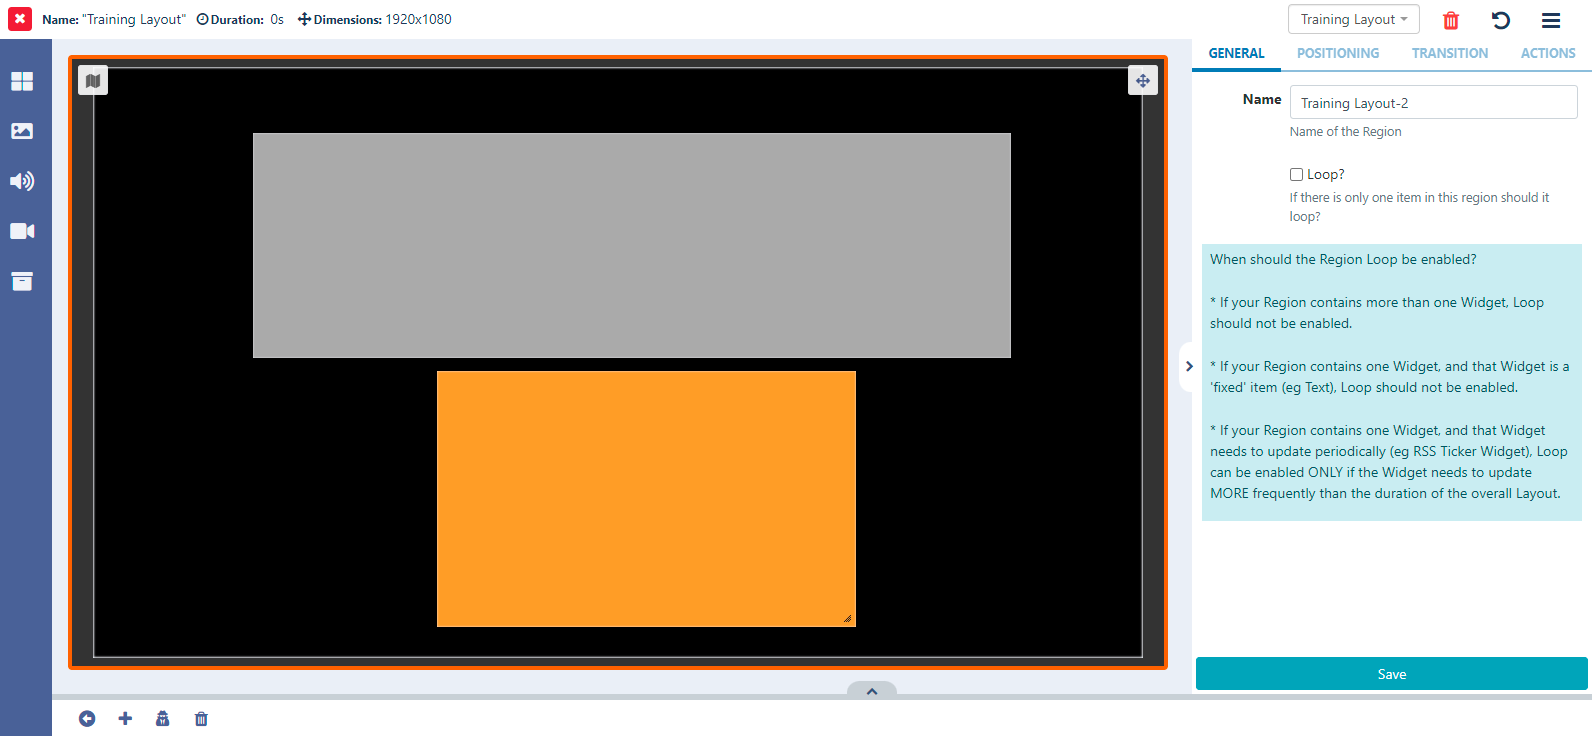 Name: "Training Layout" Duration: 0s Dimensions: 1920x1080
Training Layout
GENERAL POSITIONING TRANSITION ACTIONS
Name
Training Layout-2
Name of the Region
Loop?
If there is only one item in this region should it
loop?
When should the Region Loop be enabled?
* If your Region contains more than one Widget, Loop
should not be enabled.
* If your Region contains one Widget, and that Widget is a
'fixed' item (eg Text), Loop should not be enabled.
* If your Region contains one Widget, and that Widget
needs to update periodically (eg RSS Ticker Widget), Loop
can be enabled ONLY if the Widget needs to update
MORE frequently than the duration of the overall Layout.
Save